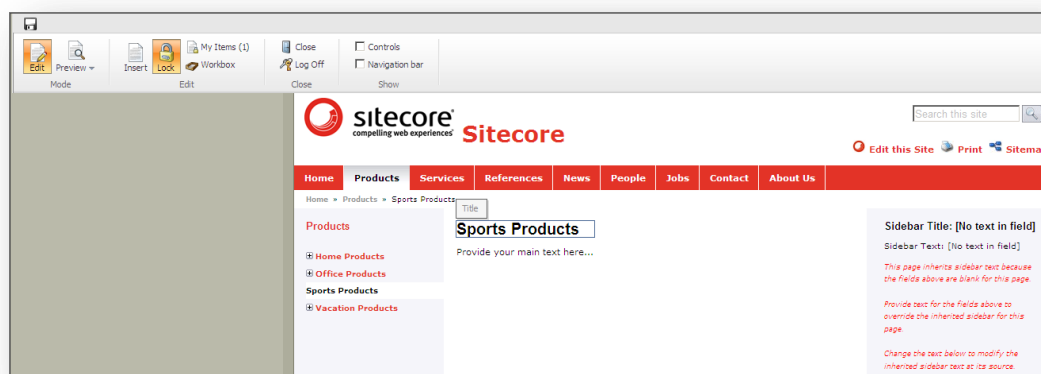 My Items (1)
Close
Controls
Edit
Preview
Insert
Lock
Workbox
Log Off
Navigation bar
Mode
Edit
Close
Show
sitecore
compelling web experiences
Sitecore
Search this site
Edit this Site
Print
Sitema
Home
Products
Services
References
News
People
Jobs
Contact
About Us
Home » Products » Sports Products
Title
Products
Sports Products
Sidebar Title: [No text in field]
Provide your main text here...
Sidebar Text: [No text in field]
Home Products
Office Products
Sports Products
Vacation Products
This page inherits sidebar text because
the fields above are blank for this page.
Provide text for the fields above to
override the inherited sidebar for this
page.
Change the text below to modify the
inherited sidebar text at its source.